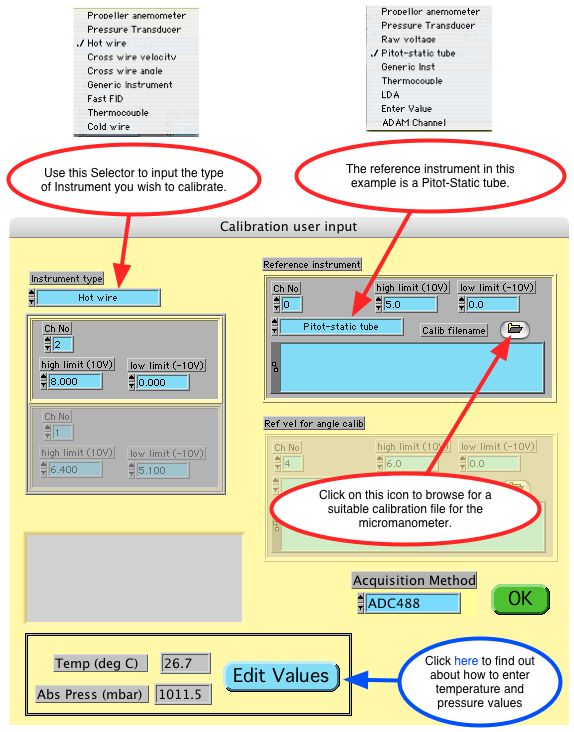 Propeller anemometer
Pressure Transducer
✓ Hot wire
Cross wire velocity
Cross wire angle
Generic Instrument
Fast FID
Thermocouple
Cold wire
Propeller anemometer
Pressure Transducer
Raw voltage
✓ Pitot-static tube
Generic Inst
Thermocouple
LDA
Enter Value
ADAM Channel
Use this Selector to input the type
of Instrument you wish to calibrate.
The reference instrument in this
example is a Pitot-Static tube.
Calibration user input
Instrument type
Hot wire
Ch No
2
high limit (10V) low limit (-10V)
8.000 0.000
Ch No
1
high limit (10V) low limit (-10V)
6.400 5.100
Reference instrument
Ch No high limit (10V) low limit (-10V)
0 5.0 0.0
Pitot-static tube Calib filename
Ref vel for angle calib
Ch No high limit (10V) low limit (-10V)
4 6.0 0.0
Click on this icon to browse for a
suitable calibration file for the
micromanometer.
Acquisition Method
ADC488
OK
Temp (deg C) 26.7
Abs Press (mbar) 1011.5
Edit Values
Click here to find out
about how to enter
temperature and
pressure values